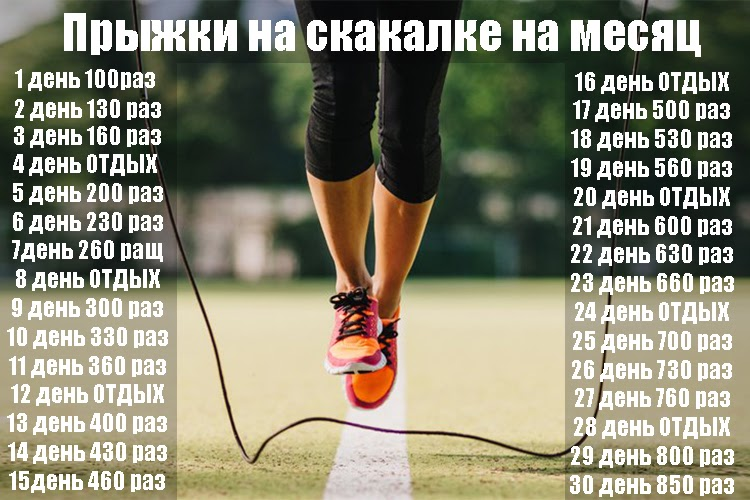 Прыжки на скакалке на месяц
1 день 100раз
2 день 130 раз
3 день 160 раз
4 день ОТДЫХ
5 день 200 раз
6 день 230 раз
7день 260 ращ
8 день ОТДЫХ
9 день 300 раз
10 день 330 раз
11 день 360 раз
12 день ОТДЫХ
13 день 400 раз
14 день 430 раз
15день 460 раз
16 день ОТДЫХ
17 день 500 раз
18 день 530 раз
19 день 560 раз
20 день ОТДЫХ
21 день 600 раз
22 день 630 раз
23 день 660 раз
24 день ОТДЫХ
25 день 700 раз
26 день 730 раз
27 день 760 раз
28 день ОТДЫХ
29 день 800 раз
30 день 850 раз